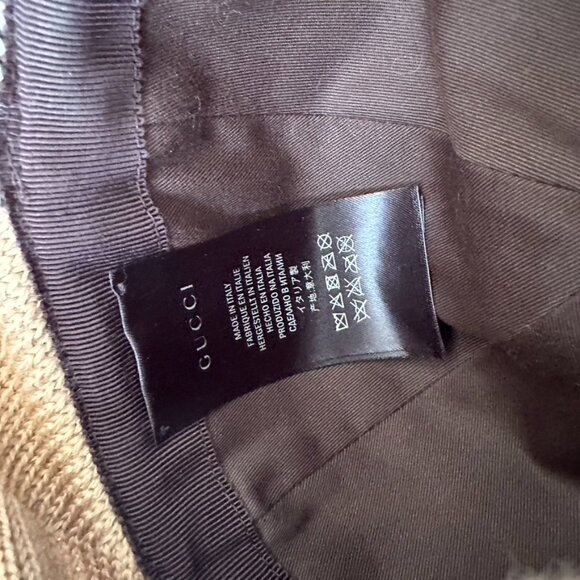 GUCCI
MADE IN ITALY
FABRIQUÉ EN ITALIE
HERGESTELLT IN ITALIEN
HECHO EN ITALIA
PRODUZIDO NA ITALIA
СДЕЛАНО В ИТАЛИИ
イタリア製
产地:意大利